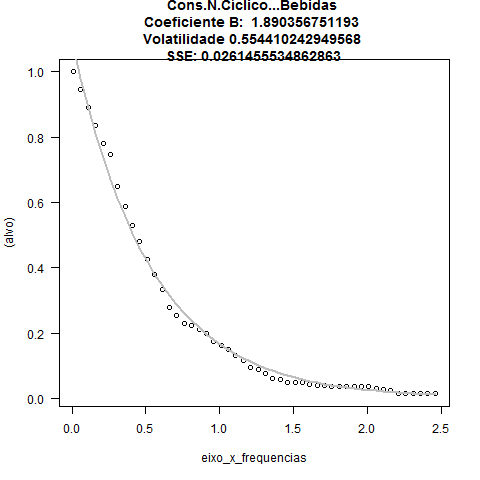 Cons.N.Ciclico...Bebidas
Coeficiente B:  1.890356751193
Volatilidade 0.554410242949568
SSE: 0.0261455534862863
1.0
0.8
0.6
0.4
0.2
0.0
(alvo)
0.0 0.5 1.0 1.5 2.0 2.5
eixo_x_frequencias